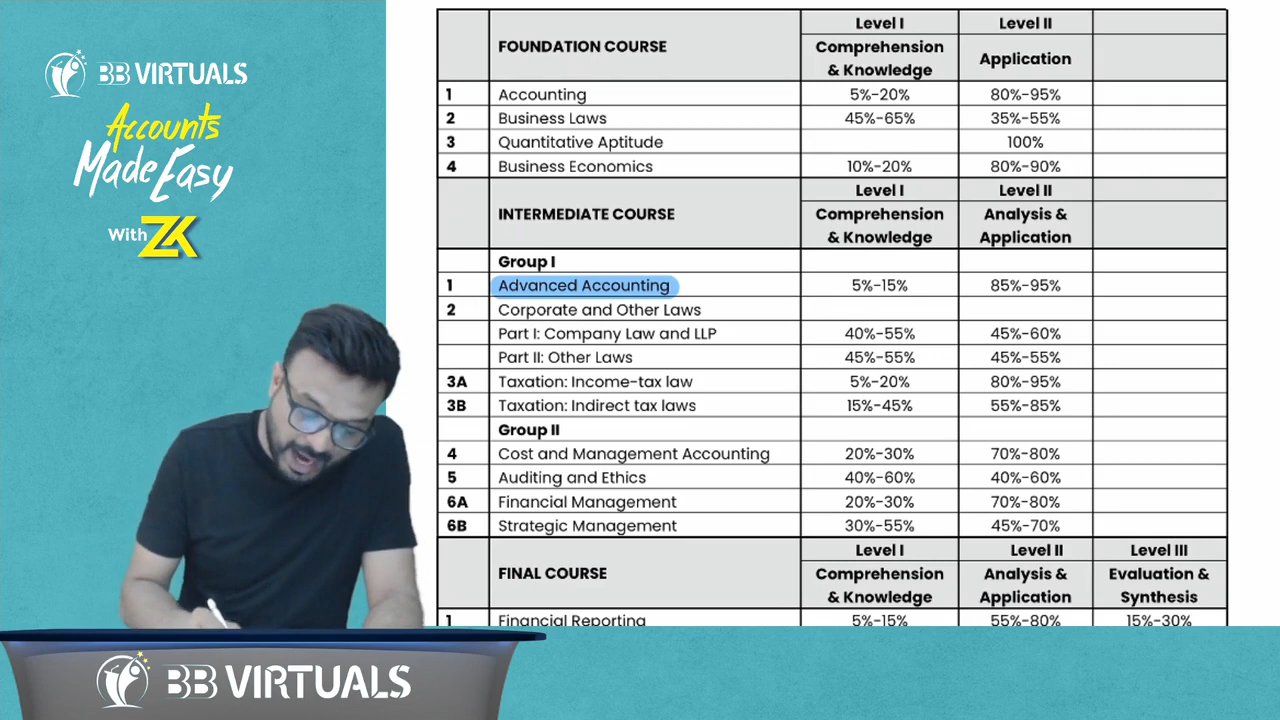 BB VIRTUALS
Accounts
Made Easy
With ZK
BB VIRTUALS
FOUNDATION COURSE
Level I
Level II
Comprehension & Knowledge
Application
1 Accounting 5%-20% 80%-95%
2 Business Laws 45%-65% 35%-55%
3 Quantitative Aptitude 100%
4 Business Economics 10%-20% 80%-90%
INTERMEDIATE COURSE
Level I
Level II
Comprehension & Knowledge
Analysis & Application
Group I
1 Advanced Accounting 5%-15% 85%-95%
2 Corporate and Other Laws
Part I: Company Law and LLP 40%-55% 45%-60%
Part II: Other Laws 45%-55% 45%-55%
3A Taxation: Income-tax law 5%-20% 80%-95%
3B Taxation: Indirect tax laws 15%-45% 55%-85%
Group II
4 Cost and Management Accounting 20%-30% 70%-80%
5 Auditing and Ethics 40%-60% 40%-60%
6A Financial Management 20%-30% 70%-80%
6B Strategic Management 30%-55% 45%-70%
FINAL COURSE
Level I
Level II
Level III
Comprehension & Knowledge
Analysis & Application
Evaluation & Synthesis
1 Financial Reporting 5%-15% 55%-80% 15%-30%